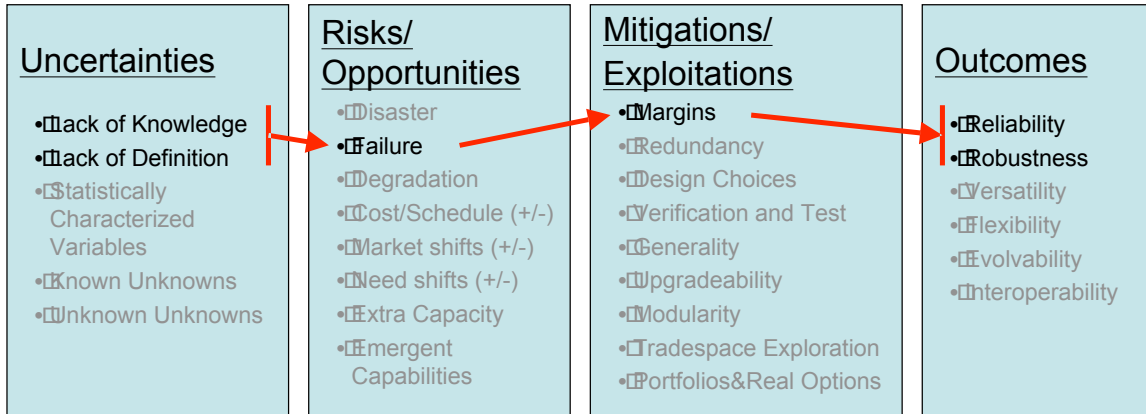 Uncertainties
• Lack of Knowledge
• Lack of Definition
• Statistically
Characterized
Variables
• Known Unknowns
• Unknown Unknowns
Risks/
Opportunities
• Disaster
• Failure
• Degradation
• Cost/Schedule (+/-)
• Market shifts (+/-)
• Need shifts (+/-)
• Extra Capacity
• Emergent
Capabilities
Mitigations/
Exploitations
• Margins
• Redundancy
• Design Choices
• Verification and Test
• Generality
• Upgradeability
• Modularity
• Tradespace Exploration
• Portfolios&Real Options
Outcomes
• Reliability
• Robustness
• Versatility
• Flexibility
• Evolvability
• Interoperability